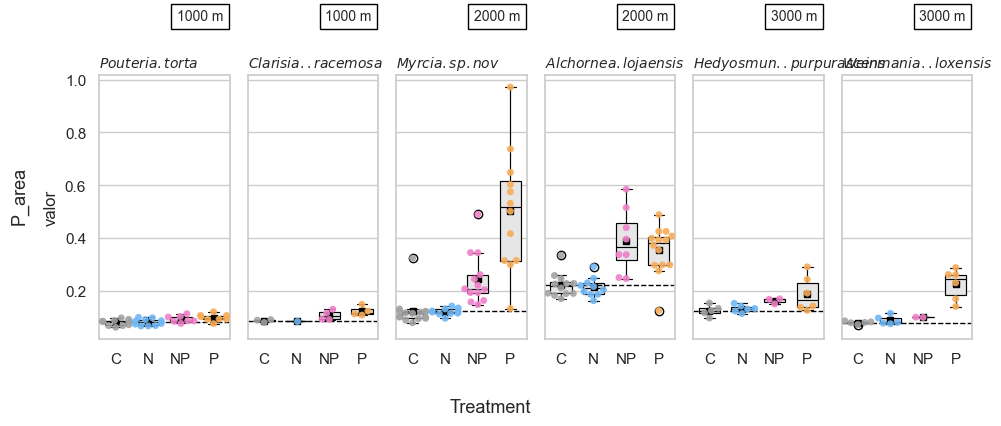 1000 m 1000 m 2000 m 2000 m 3000 m 3000 m
Pouteria.torta Clarisia..racemosa Myrcia.sp.nov Alchornea.lojaensis Hedyosmun..purpurascens Weinmania..loxensis
1.0
0.8
0.6
0.4
0.2
P_area
valor
C N NP P C N NP P C N NP P C N NP P C N NP P C N NP P
Treatment